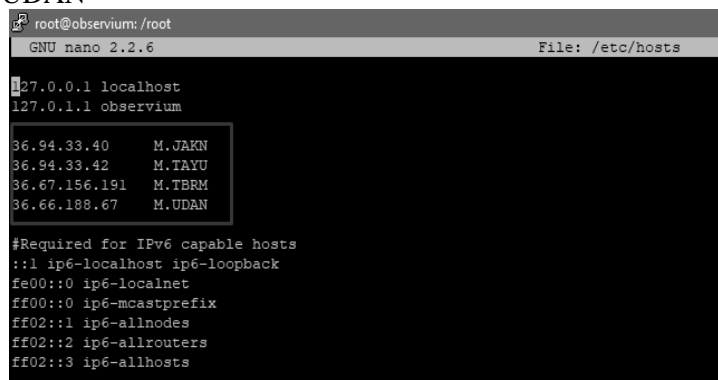 UDAN
root@observium: /root
GNU nano 2.2.6 File: /etc/hosts
127.0.0.1 localhost
127.0.1.1 observium
36.94.33.40 M.JAKN
36.94.33.42 M.TAYU
36.67.156.191 M.TBRM
36.66.188.67 M.UDAN
#Required for IPv6 capable hosts
::1 ip6-localhost ip6-loopback
fe00::0 ip6-localnet
ff00::0 ip6-mcastprefix
ff02::1 ip6-allnodes
ff02::2 ip6-allrouters
ff02::3 ip6-allhosts